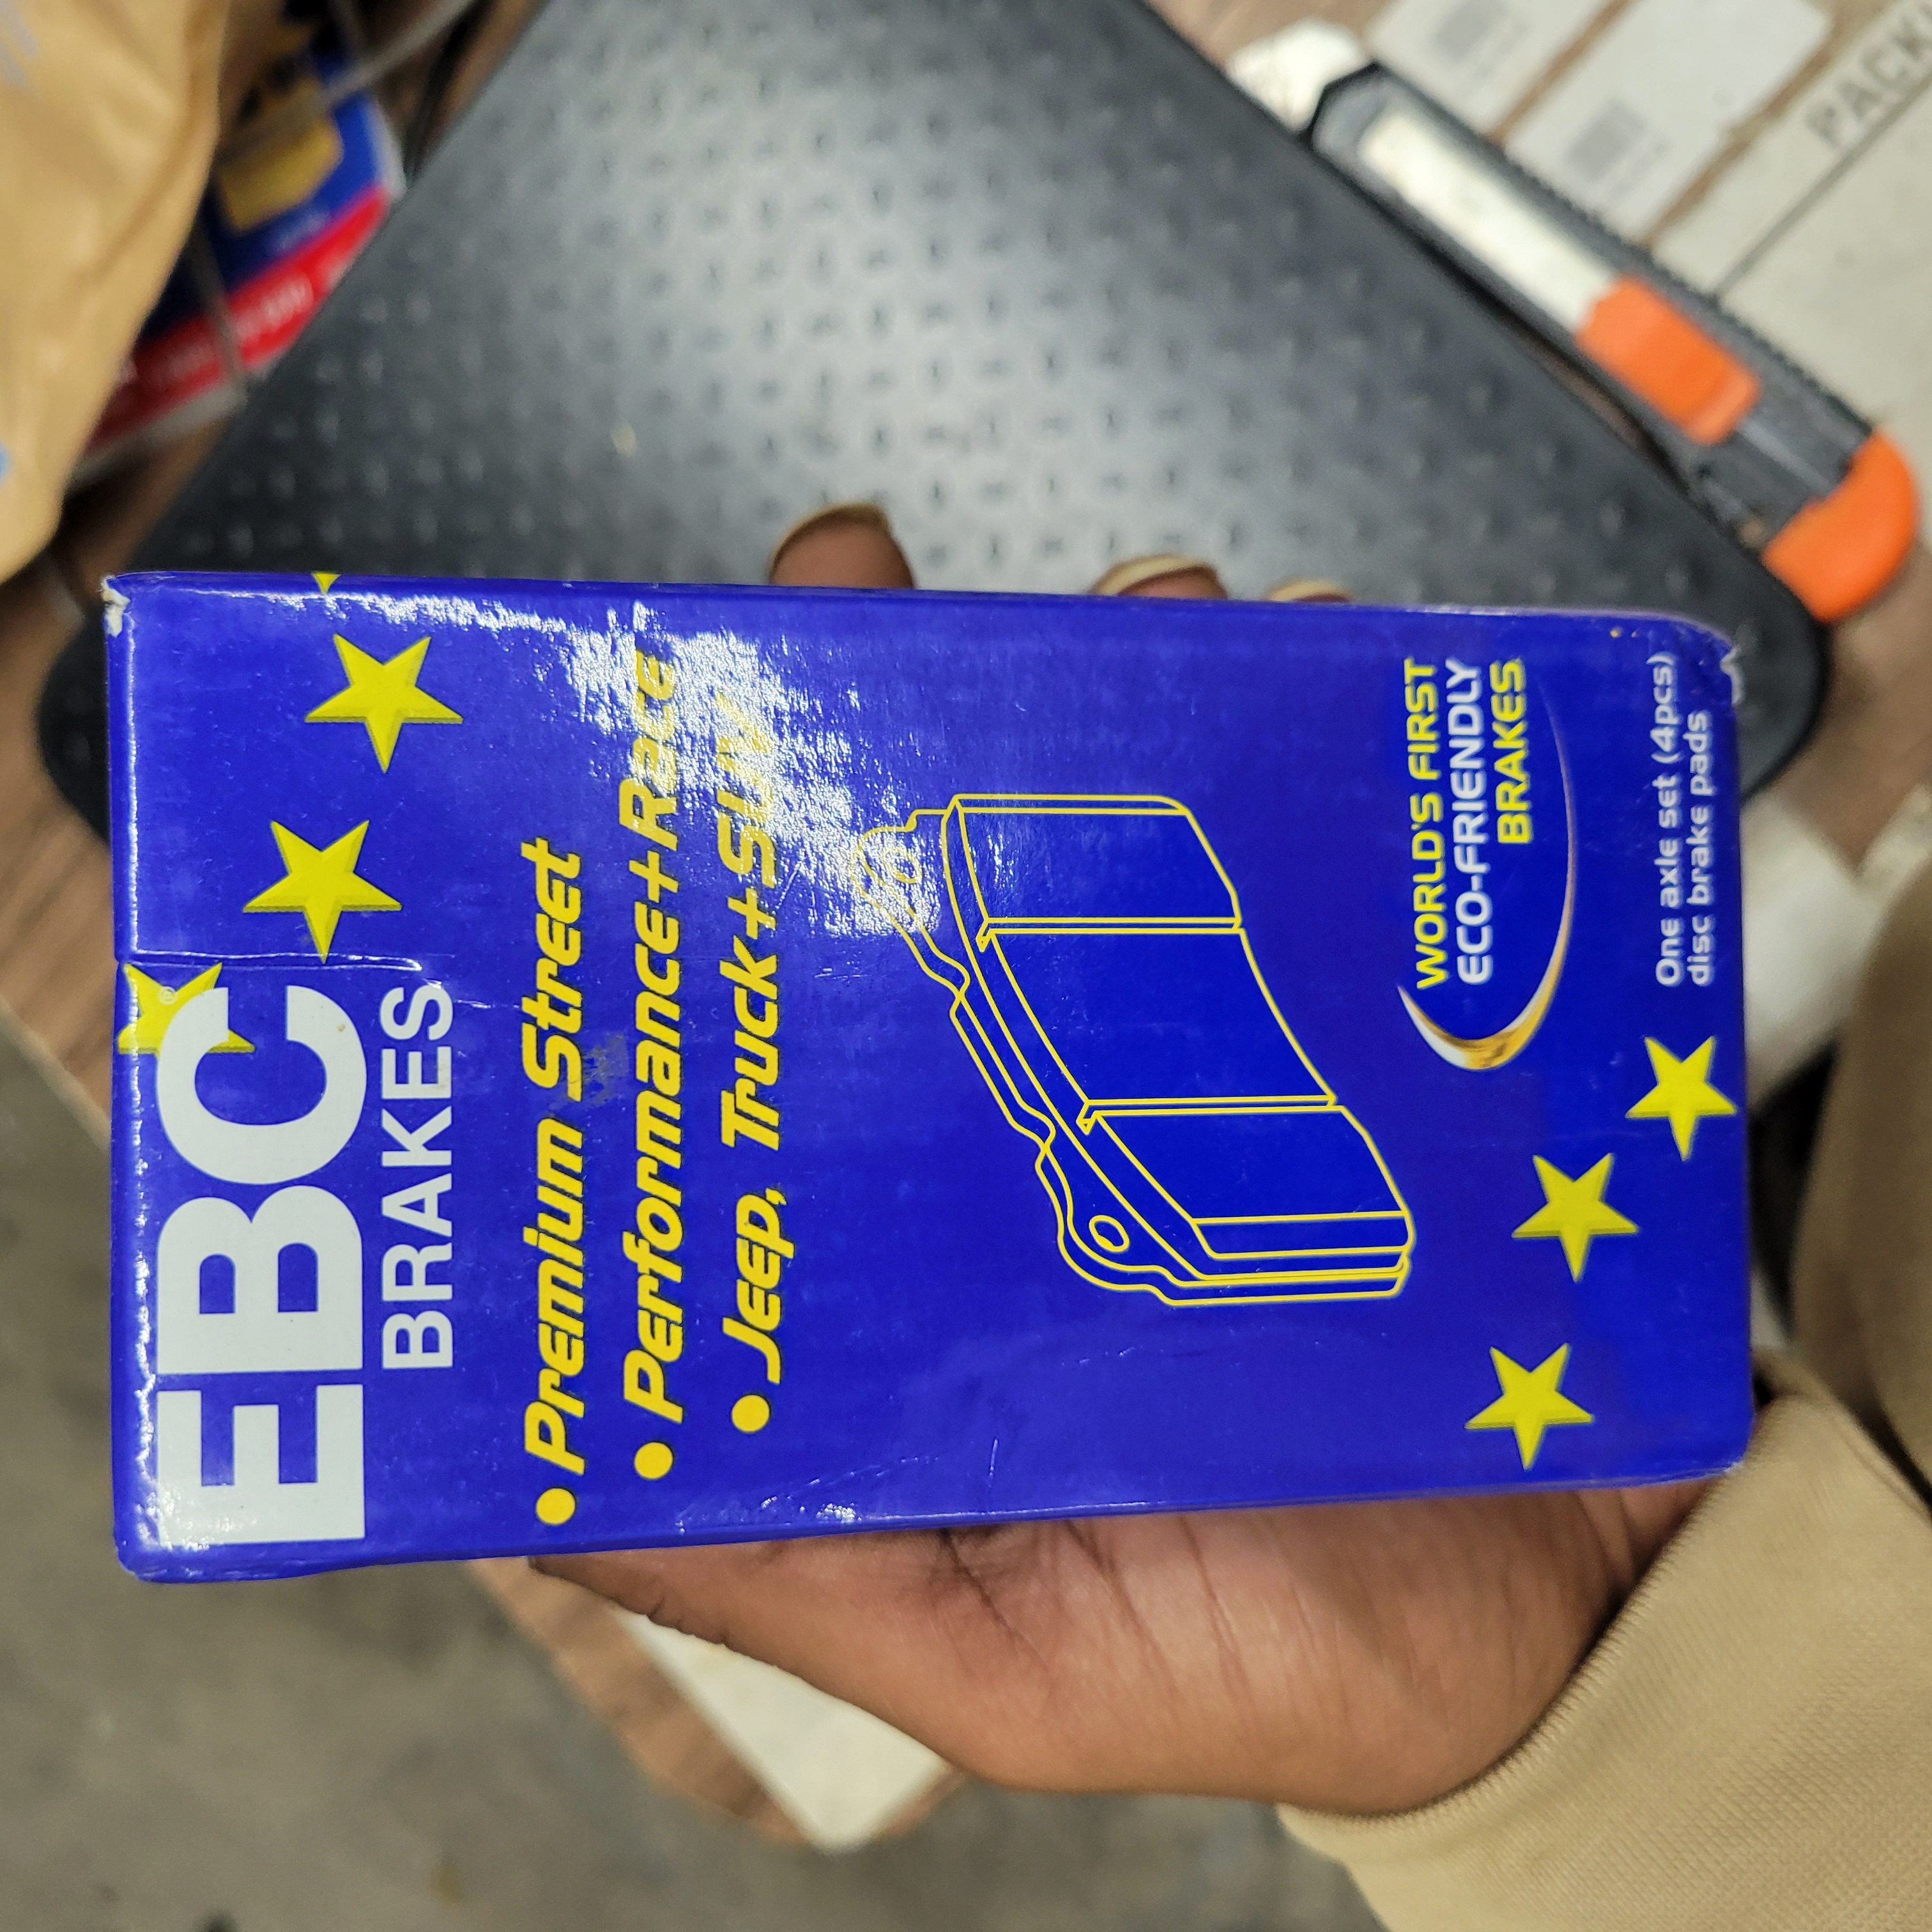 EBC®
BRAKES
• Premium Street
• Performance+Race
• Jeep, Truck+SUV
WORLD'S FIRST
ECO-FRIENDLY
BRAKES
One axle set (4pcs)
disc brake pads
PACK